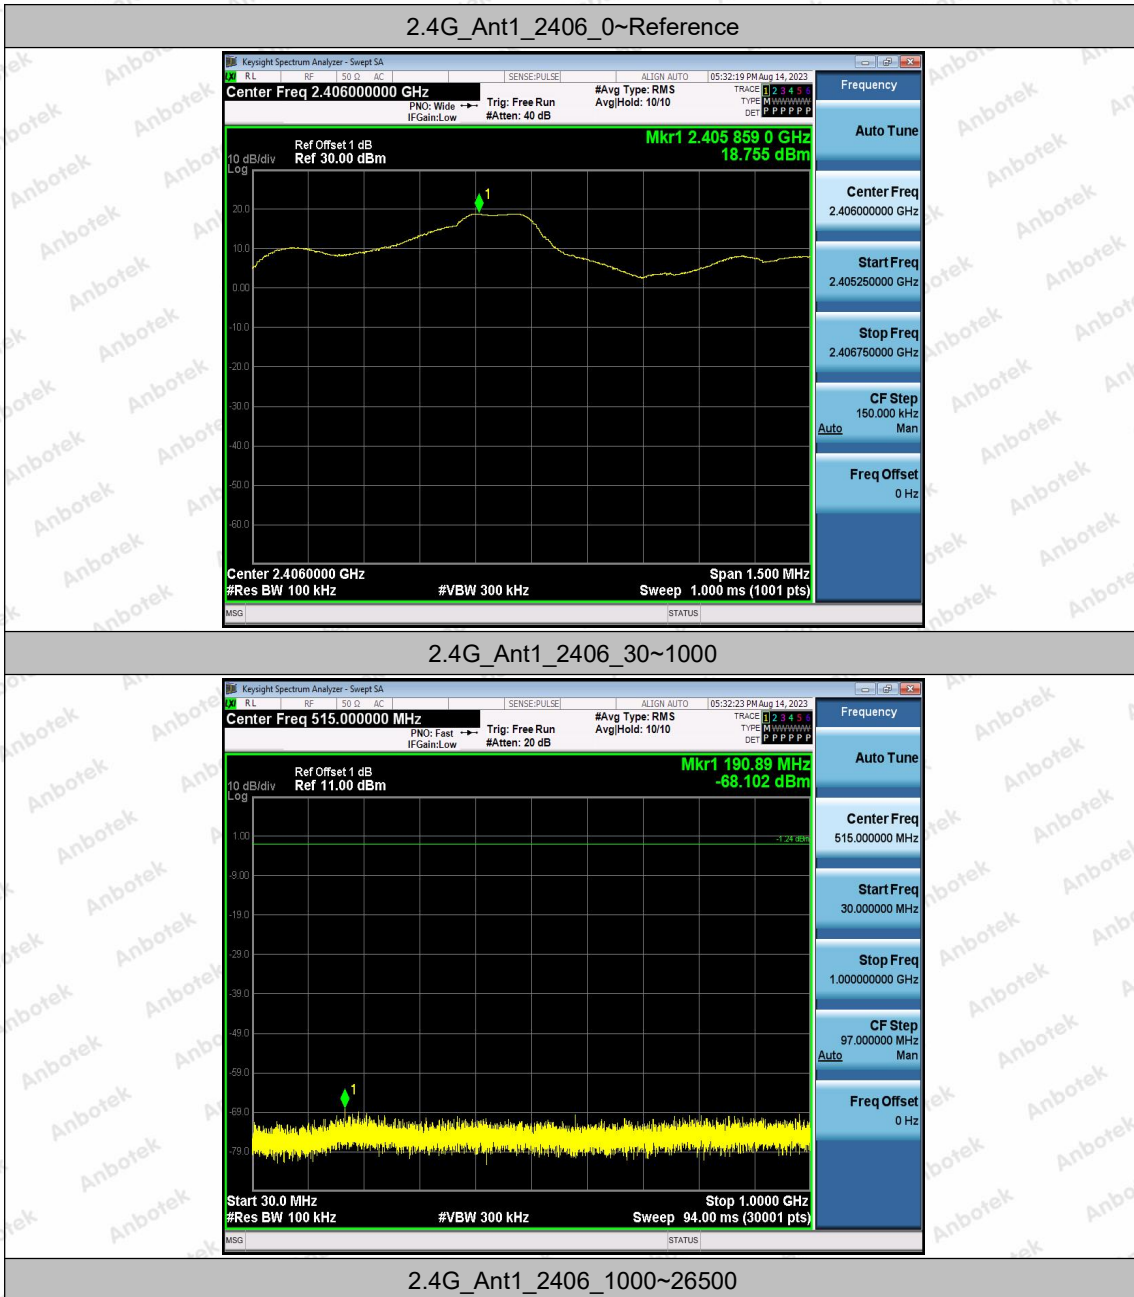 2.4G_Ant1_2406_0~Reference
Keysight Spectrum Analyzer - Swept SA
LXI RL RF 50 Ω AC SENSE:PULSE ALIGN AUTO 05:32:19 PM Aug 14, 2023
Center Freq 2.406000000 GHz
PNO: Wide
IFGain:Low
Trig: Free Run
#Atten: 40 dB
#Avg Type: RMS
Avg|Hold: 10/10
TRACE 1 2 3 4 5 6
TYPE M WWWWW
DET P P P P P P
Ref Offset 1 dB
10 dB/div Ref 30.00 dBm
Log
Mkr1 2.405 859 0 GHz
18.755 dBm
1
20.0
10.0
0.00
-10.0
-20.0
-30.0
-40.0
-50.0
-60.0
Center 2.4060000 GHz
Span 1.500 MHz
#Res BW 100 kHz #VBW 300 kHz Sweep 1.000 ms (1001 pts)
MSG STATUS
Frequency
Auto Tune
Center Freq
2.406000000 GHz
Start Freq
2.405250000 GHz
Stop Freq
2.406750000 GHz
CF Step
150.000 kHz
Auto Man
Freq Offset
0 Hz
2.4G_Ant1_2406_30~1000
Keysight Spectrum Analyzer - Swept SA
LXI RL RF 50 Ω AC SENSE:PULSE ALIGN AUTO 05:32:23 PM Aug 14, 2023
Center Freq 515.000000 MHz
PNO: Fast
IFGain:Low
Trig: Free Run
#Atten: 20 dB
#Avg Type: RMS
Avg|Hold: 10/10
TRACE 1 2 3 4 5 6
TYPE M WWWWW
DET P P P P P P
Ref Offset 1 dB
10 dB/div Ref 11.00 dBm
Log
Mkr1 190.89 MHz
-68.102 dBm
1.00
-1.24 dBm
-9.00
-19.0
-29.0
-39.0
-49.0
-59.0
1
-69.0
-79.0
Start 30.0 MHz
Stop 1.0000 GHz
#Res BW 100 kHz #VBW 300 kHz Sweep 94.00 ms (30001 pts)
MSG STATUS
Frequency
Auto Tune
Center Freq
515.000000 MHz
Start Freq
30.000000 MHz
Stop Freq
1.000000000 GHz
CF Step
97.000000 MHz
Auto Man
Freq Offset
0 Hz
2.4G_Ant1_2406_1000~26500